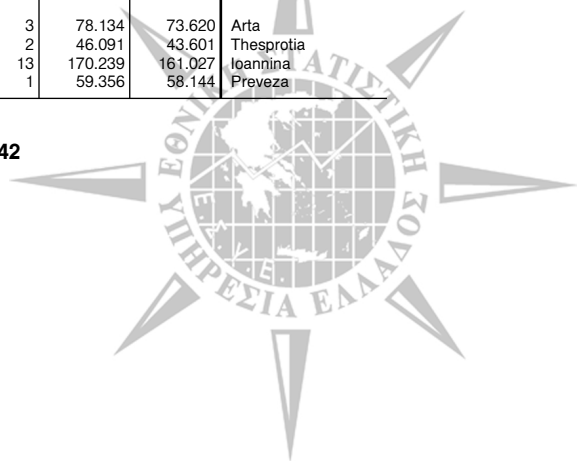 3 78.134 73.620 Arta
2 46.091 43.601 Thesprotia
13 170.239 161.027 Ioannina
1 59.356 58.144 Preveza
42
ΕΘΝΙΚΗ ΣΤΑΤΙΣΤΙΚΗ
ΥΠΗΡΕΣΙΑ ΕΛΛΑΔΟΣ
Ε.Σ.Υ.Ε.